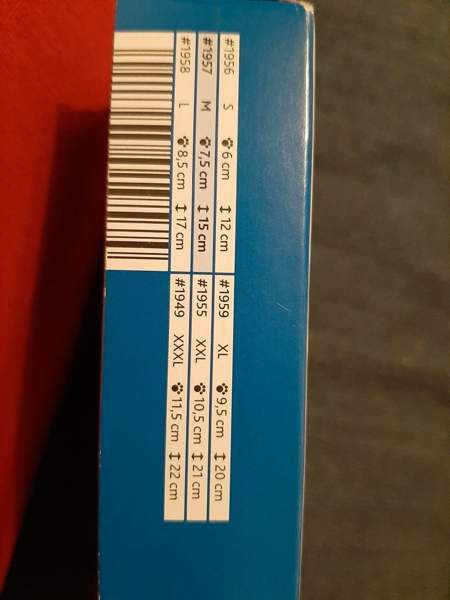 #1956 S 6 cm ↕ 12 cm
#1957 M 7,5 cm ↕ 15 cm
#1958 L 8,5 cm ↕ 17 cm
#1959 XL 9,5 cm ↕ 20 cm
#1955 XXL 10,5 cm ↕ 21 cm
#1949 XXXL 11,5 cm ↕ 22 cm